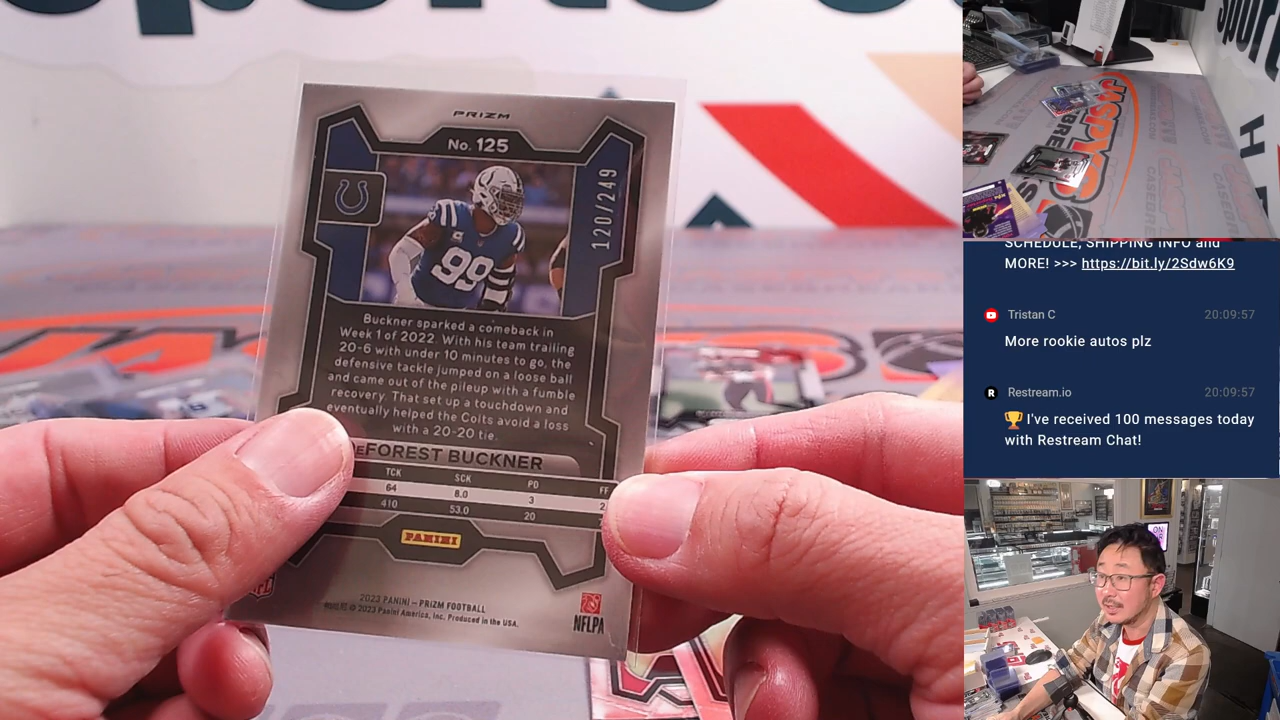 PRIZM
No. 125
120/249
99
Buckner sparked a comeback in
Week 1 of 2022. With his team trailing
20-6 with under 10 minutes to go, the
defensive tackle jumped on a loose ball
and came out of the pileup with a fumble
recovery. That set up a touchdown and
eventually helped the Colts avoid a loss
with a 20-20 tie.
DeFOREST BUCKNER
TCK SCK PD FF
64 8.0 3 2
410 53.0 20
PANINI
NFL
2023 PANINI – PRIZM FOOTBALL
© 2023 Panini America, Inc. Produced in the USA.
NFLPA
SCHEDULE, SHIPPING INFO and
MORE! >>> https://bit.ly/2Sdw6K9
Tristan C 20:09:57
More rookie autos plz
R Restream.io 20:09:57
🏆 I've received 100 messages today
with Restream Chat!